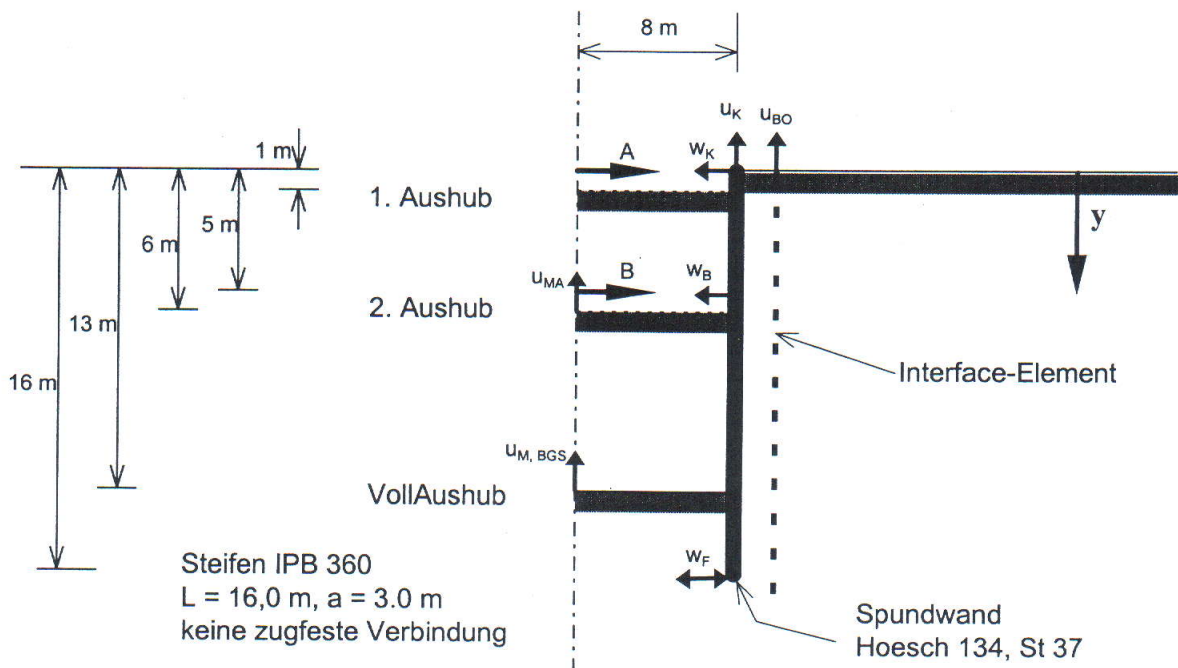 8 m
u_K
u_BO
1 m
A
w_K
1. Aushub
5 m
6 m
y
u_MA
B
w_B
2. Aushub
13 m
16 m
Interface-Element
u_M, BGS
VollAushub
Steifen IPB 360
L = 16,0 m, a = 3.0 m
keine zugfeste Verbindung
w_F
Spundwand
Hoesch 134, St 37